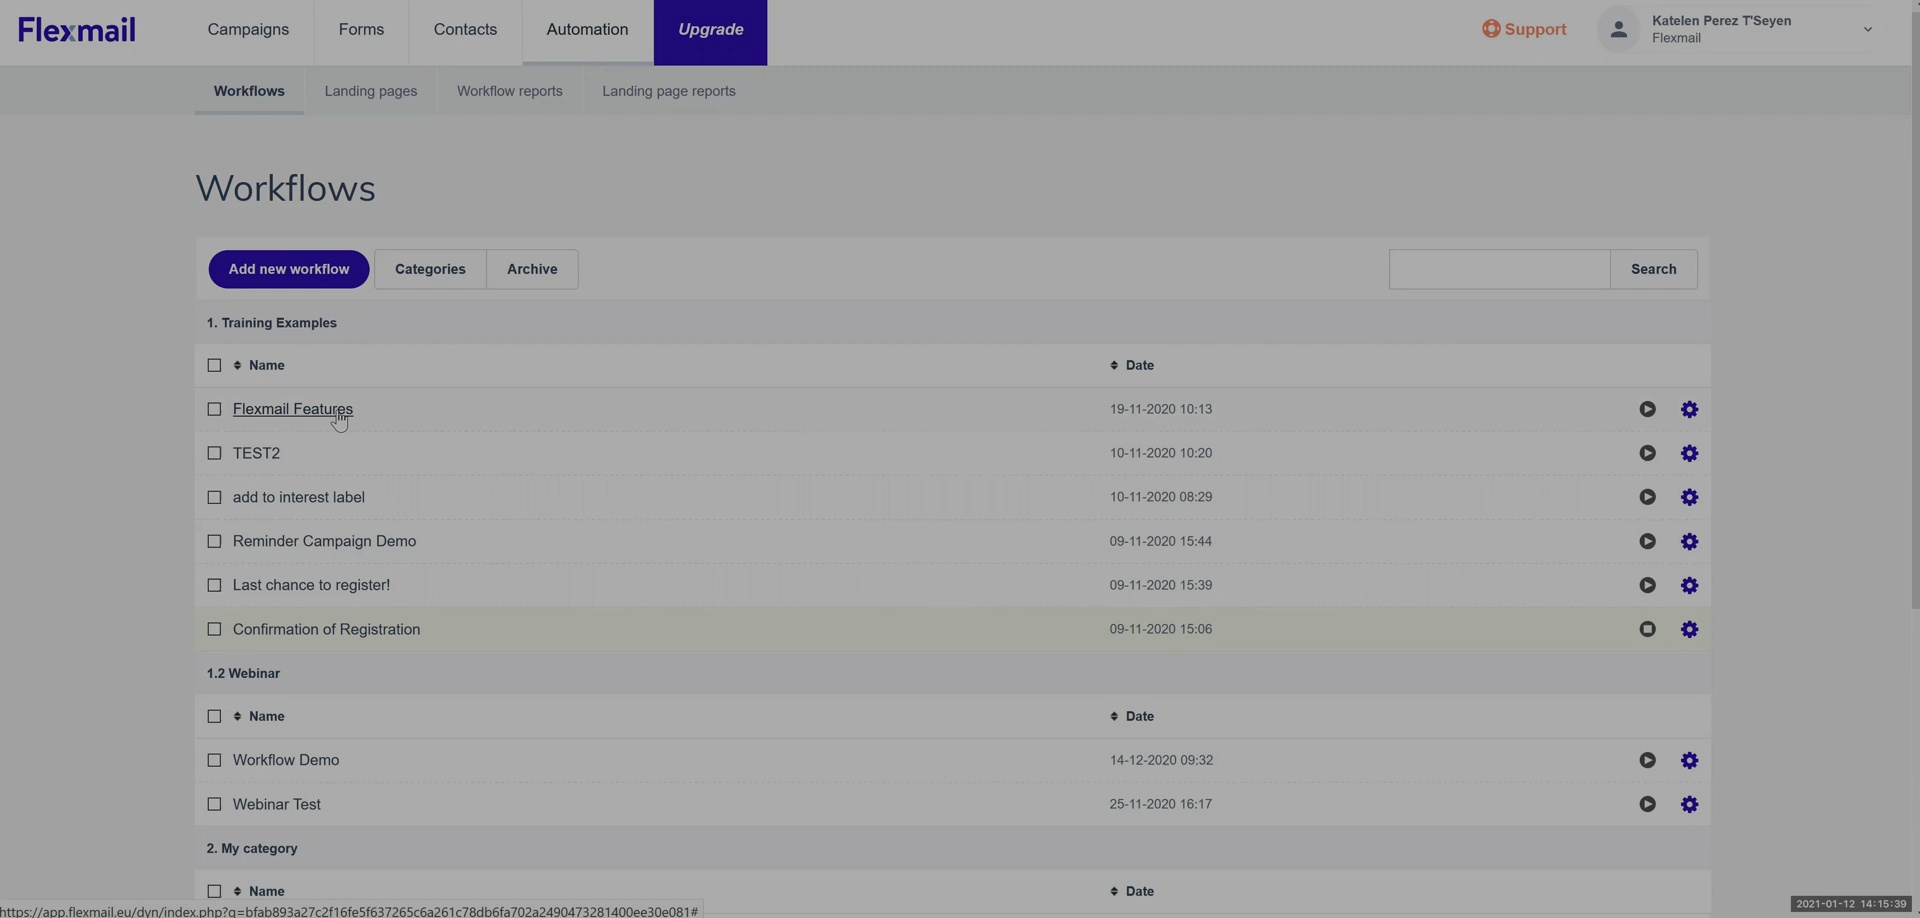 Flexmail
Campaigns
Forms
Contacts
Automation
Upgrade
Support
Katelen Perez T'Seyen
Flexmail
Workflows
Landing pages
Workflow reports
Landing page reports
Workflows
Add new workflow
Categories
Archive
Search
1. Training Examples
Name
Date
Flexmail Features
19-11-2020 10:13
TEST2
10-11-2020 10:20
add to interest label
10-11-2020 08:29
Reminder Campaign Demo
09-11-2020 15:44
Last chance to register!
09-11-2020 15:39
Confirmation of Registration
09-11-2020 15:06
1.2 Webinar
Name
Date
Workflow Demo
14-12-2020 09:32
Webinar Test
25-11-2020 16:17
2. My category
Name
Date
https://app.flexmail.eu/dyn/index.php?q=bfab893a27c2f16fe5f637265c6a261c78db6fa702a2490473281400ee30e081#
2021-01-12 14:15:39